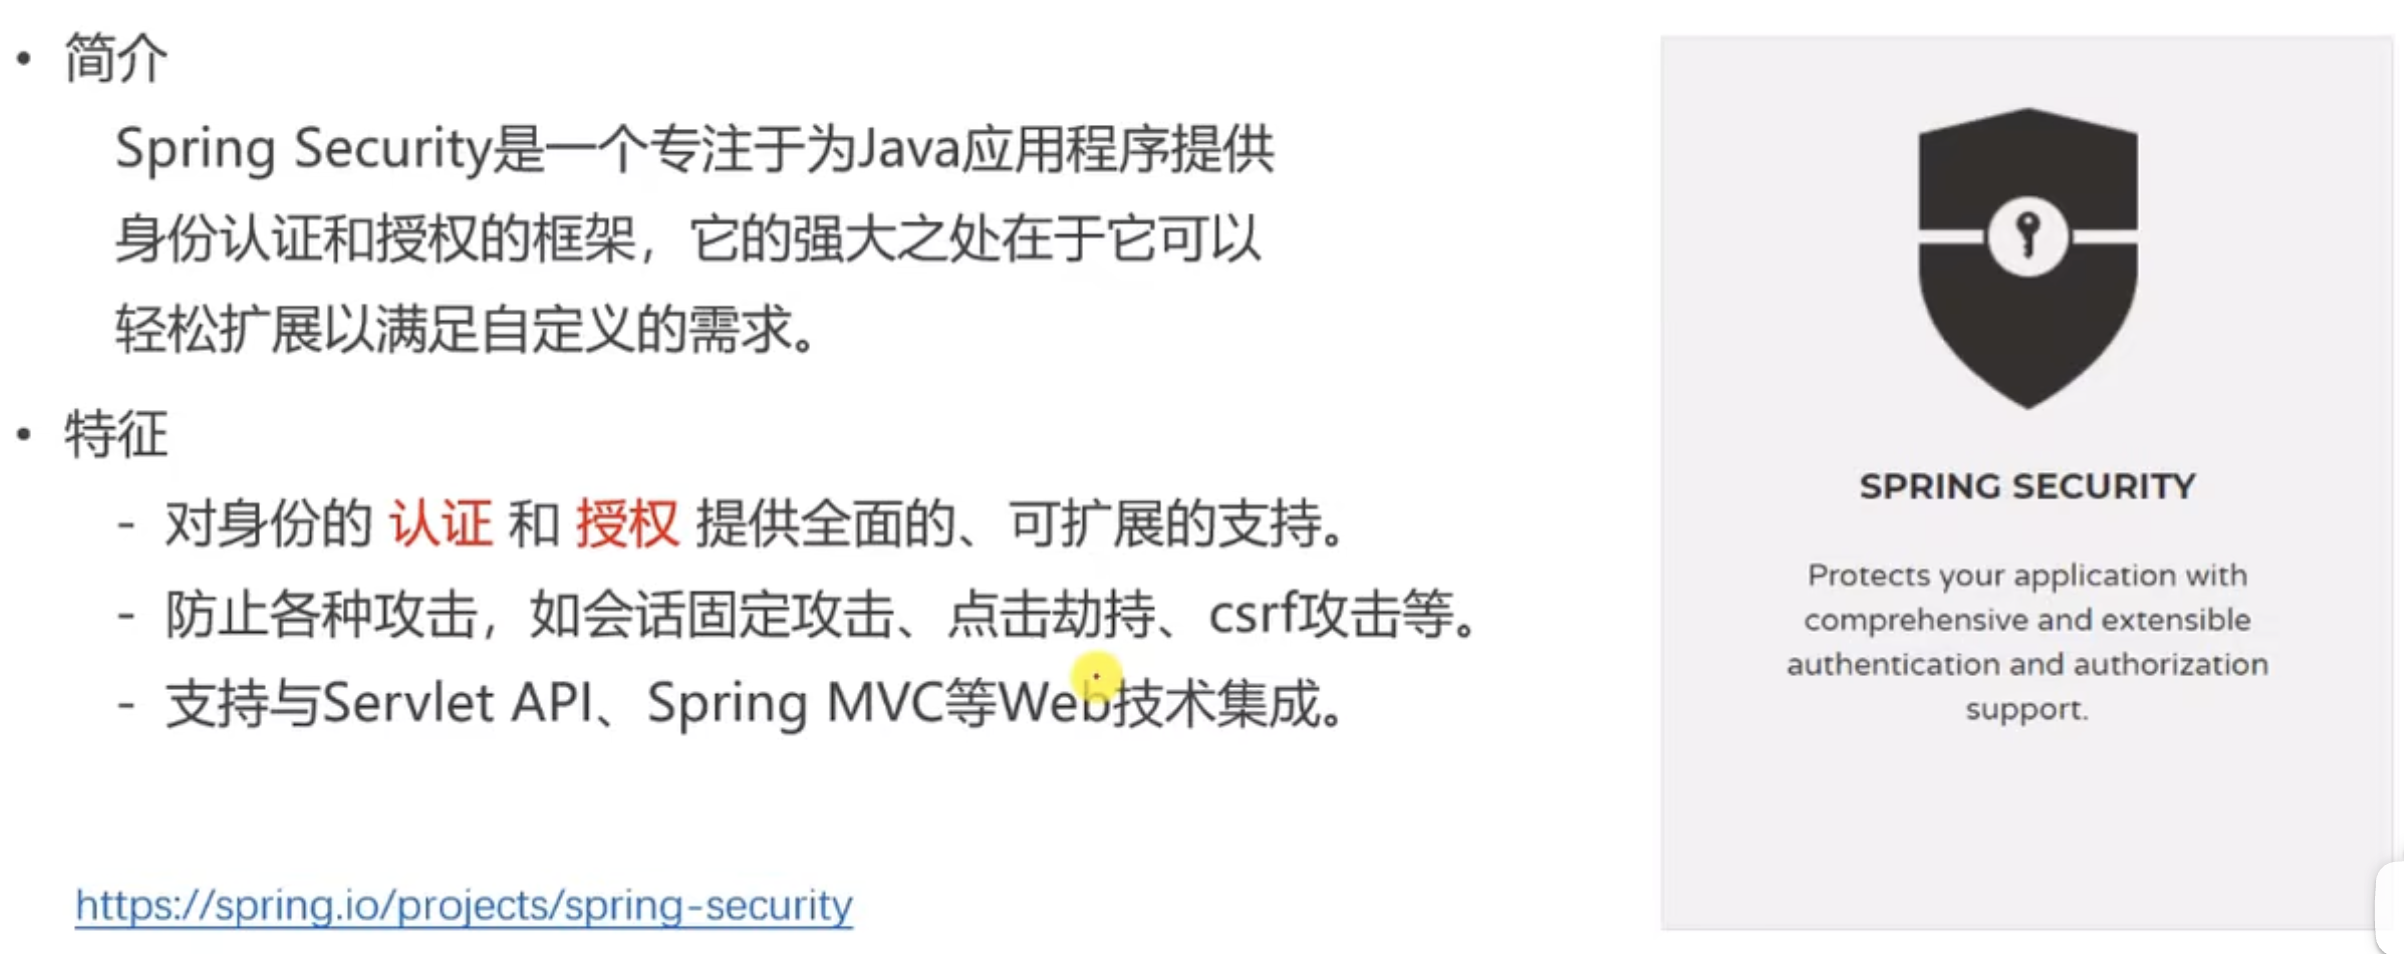 • 简介
Spring Security是一个专注于为Java应用程序提供
身份认证和授权的框架，它的强大之处在于它可以
轻松扩展以满足自定义的需求。
• 特征
- 对身份的 认证 和 授权 提供全面的、可扩展的支持。
- 防止各种攻击，如会话固定攻击、点击劫持、csrf攻击等。
- 支持与Servlet API、Spring MVC等Web技术集成。
https://spring.io/projects/spring-security
SPRING SECURITY
Protects your application with
comprehensive and extensible
authentication and authorization
support.